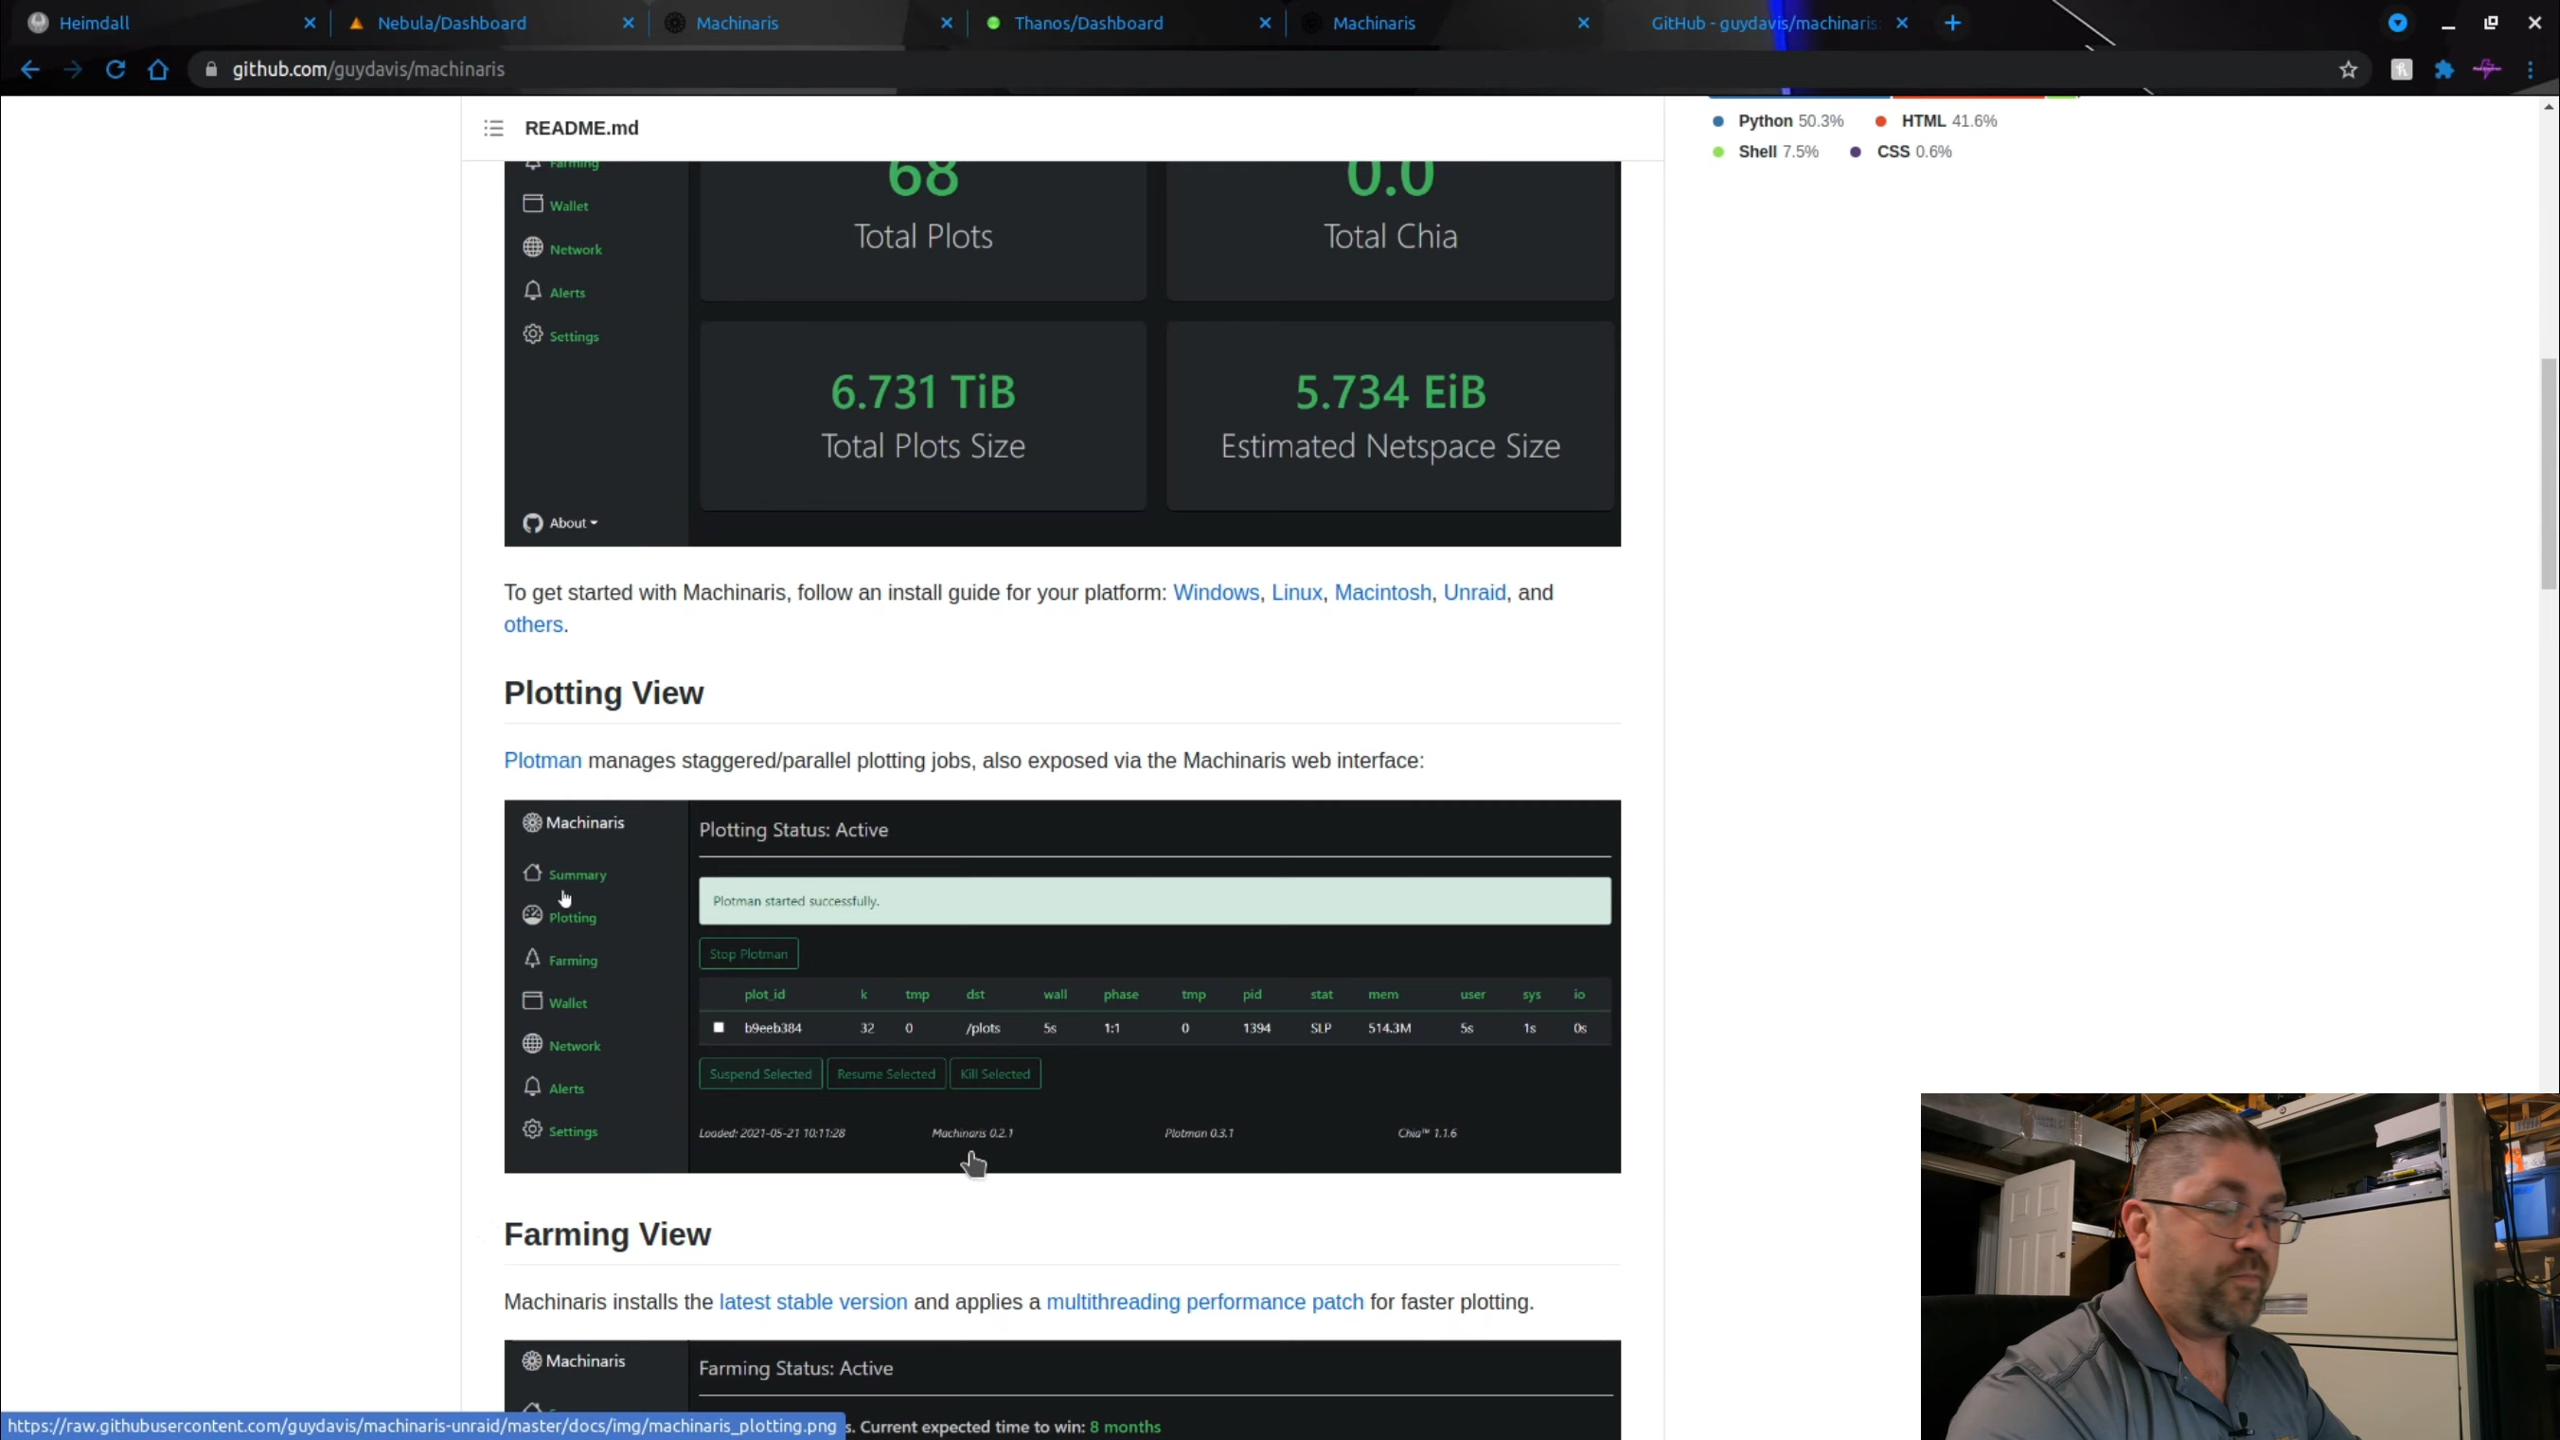 Heimdall
Nebula/Dashboard
Machinaris
Thanos/Dashboard
Machinaris
GitHub - guydavis/machinaris:
github.com/guydavis/machinaris
README.md
Python 50.3%
HTML 41.6%
Shell 7.5%
CSS 0.6%
Farming
Wallet
Network
Alerts
Settings
About
68
Total Plots
0.0
Total Chia
6.731 TiB
Total Plots Size
5.734 EiB
Estimated Netspace Size
To get started with Machinaris, follow an install guide for your platform: Windows, Linux, Macintosh, Unraid, and
others.
Plotting View
Plotman manages staggered/parallel plotting jobs, also exposed via the Machinaris web interface:
Machinaris
Summary
Plotting
Farming
Wallet
Network
Alerts
Settings
Plotting Status: Active
Plotman started successfully.
Stop Plotman
plot_id k tmp dst wall phase tmp pid stat mem user sys io
b9eeb384 32 0 /plots 5s 1:1 0 1394 SLP 514.3M 5s 1s 0s
Suspend Selected Resume Selected Kill Selected
Loaded: 2021-05-21 10:11:28 Machinaris 0.2.1 Plotman 0.3.1 Chia™ 1.1.6
Farming View
Machinaris installs the latest stable version and applies a multithreading performance patch for faster plotting.
Machinaris
Farming Status: Active
s. Current expected time to win: 8 months
https://raw.githubusercontent.com/guydavis/machinaris-unraid/master/docs/img/machinaris_plotting.png